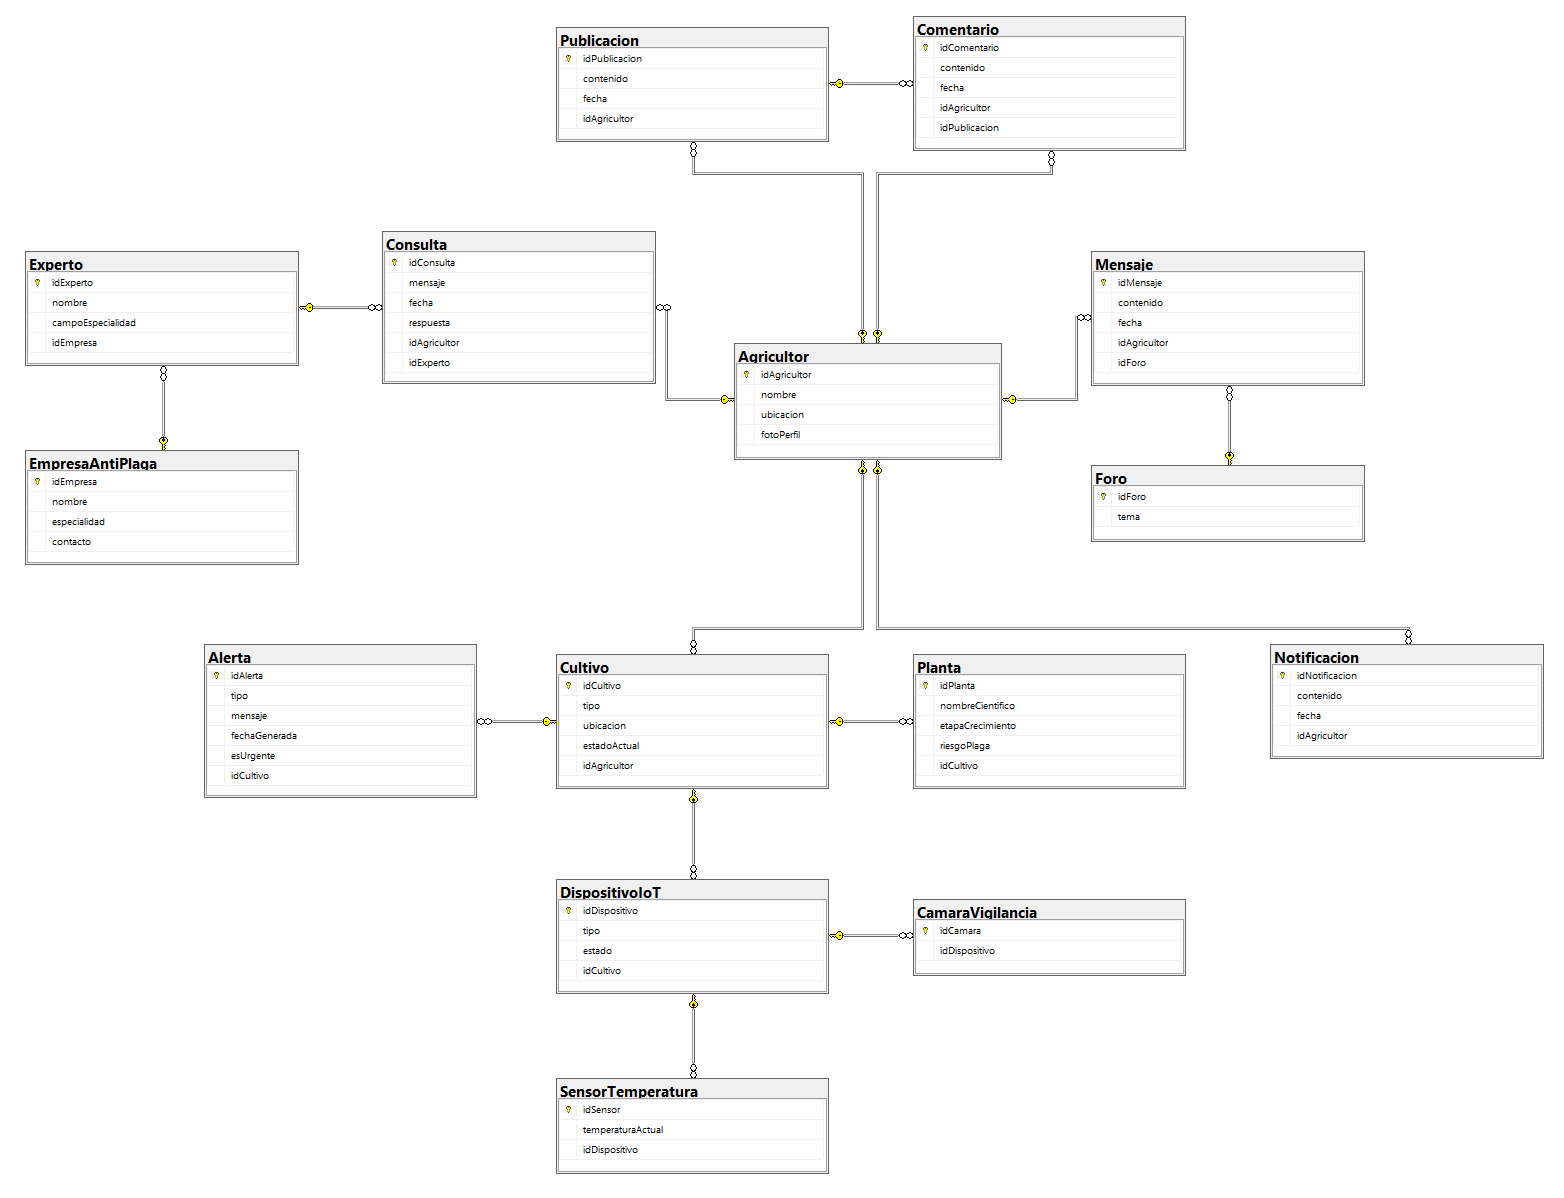 Publicacion
idPublicacion
contenido
fecha
idAgricultor
Comentario
idComentario
contenido
fecha
idAgricultor
idPublicacion
Experto
idExperto
nombre
campoEspecialidad
idEmpresa
Consulta
idConsulta
mensaje
fecha
respuesta
idAgricultor
idExperto
Agricultor
idAgricultor
nombre
ubicacion
fotoPerfil
Mensaje
idMensaje
contenido
fecha
idAgricultor
idForo
EmpresaAntiPlaga
idEmpresa
nombre
especialidad
contacto
Foro
idForo
tema
Alerta
idAlerta
tipo
mensaje
fechaGenerada
esUrgente
idCultivo
Cultivo
idCultivo
tipo
ubicacion
estadoActual
idAgricultor
Planta
idPlanta
nombreCientifico
etapaCrecimiento
riesgoPlaga
idCultivo
Notificacion
idNotificacion
contenido
fecha
idAgricultor
DispositivoIoT
idDispositivo
tipo
estado
idCultivo
CamaraVigilancia
idCamara
idDispositivo
SensorTemperatura
idSensor
temperaturaActual
idDispositivo